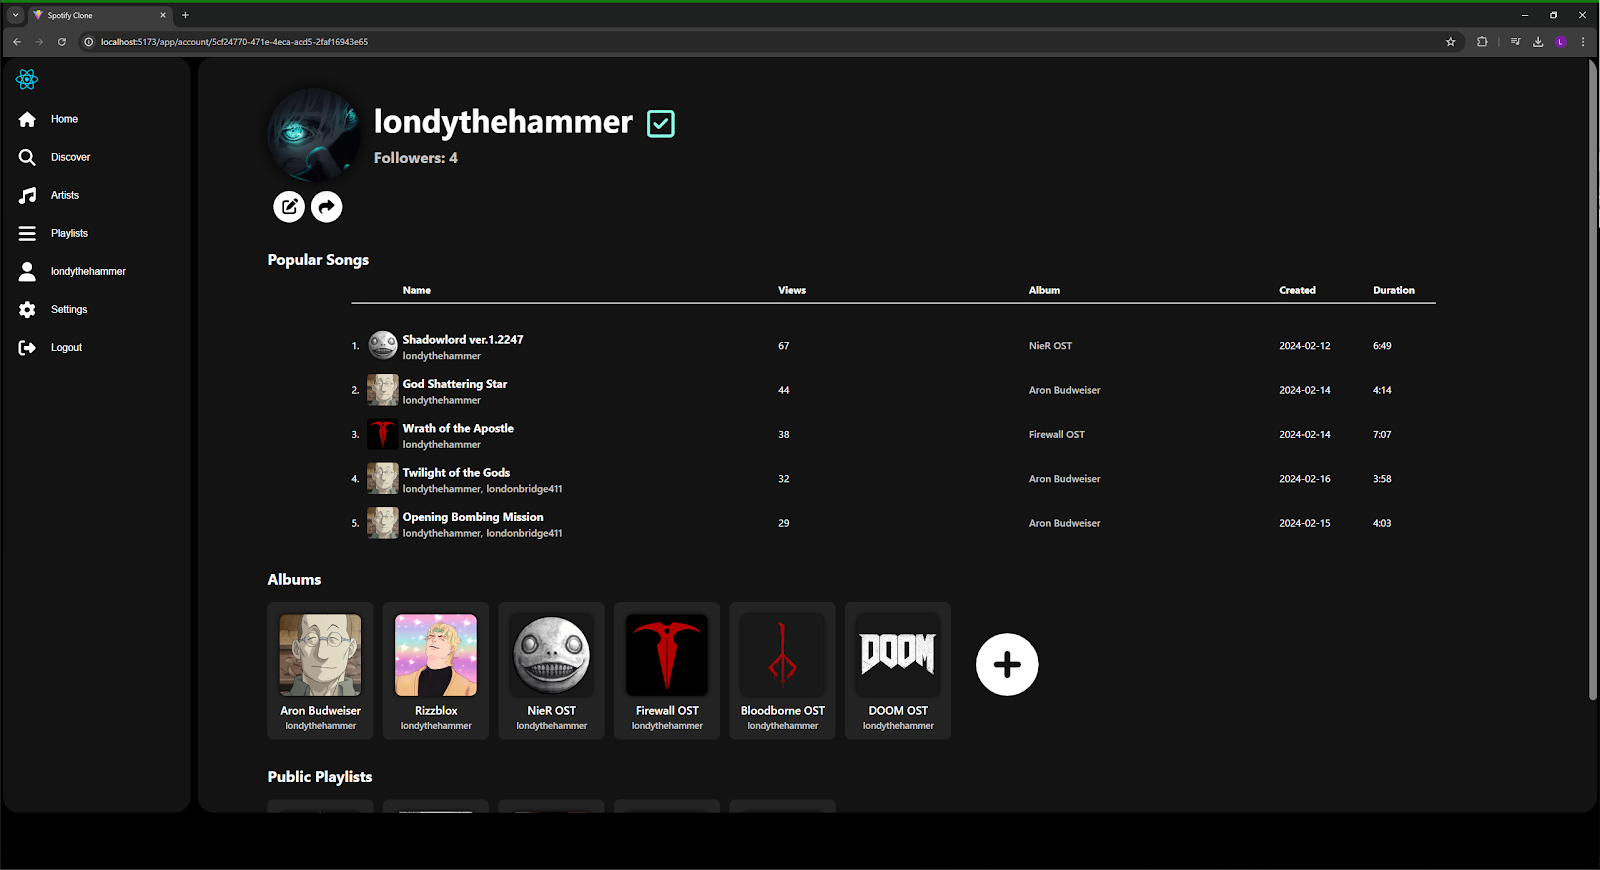 Spotify Clone
localhost:5173/app/account/5cf24770-471e-4eca-acd5-2faf16943e65
L
Home
Discover
Artists
Playlists
londythehammer
Settings
Logout
londythehammer
Followers: 4
Popular Songs
Name Views Album Created Duration
1. Shadowlord ver.1.2247 67 NieR OST 2024-02-12 6:49
londythehammer
2. God Shattering Star 44 Aron Budweiser 2024-02-14 4:14
londythehammer
3. Wrath of the Apostle 38 Firewall OST 2024-02-14 7:07
londythehammer
4. Twilight of the Gods 32 Aron Budweiser 2024-02-16 3:58
londythehammer, londonbridge411
5. Opening Bombing Mission 29 Aron Budweiser 2024-02-15 4:03
londythehammer, londonbridge411
Albums
DOOM
Aron Budweiser Rizzblox NieR OST Firewall OST Bloodborne OST DOOM OST
londythehammer londythehammer londythehammer londythehammer londythehammer londythehammer
Public Playlists